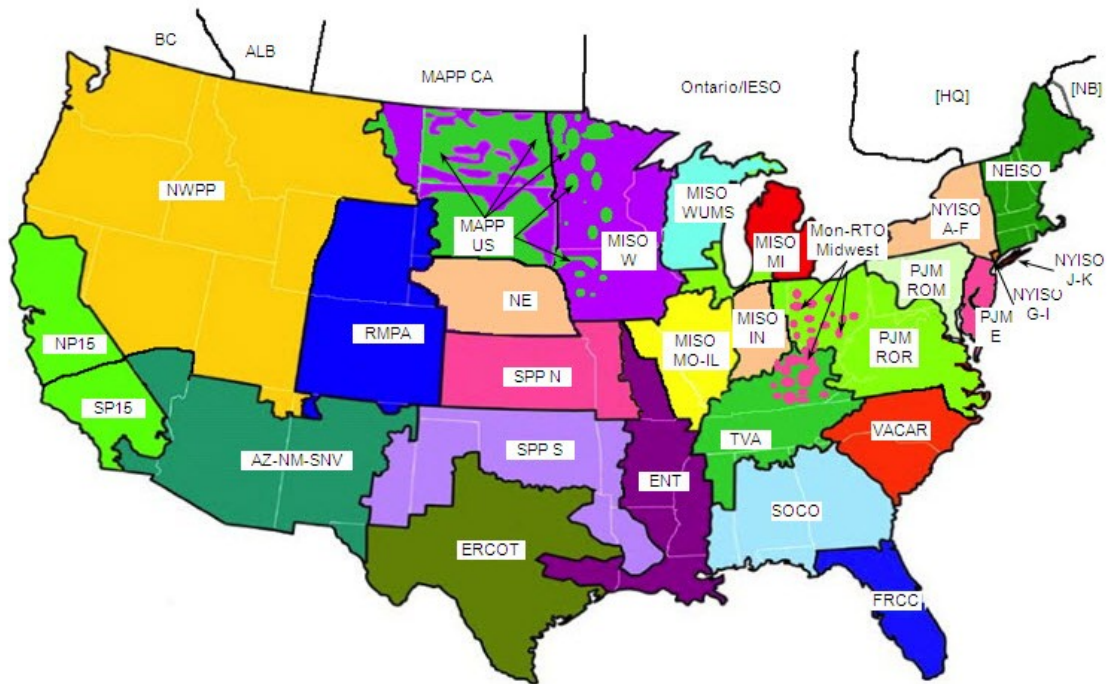 BC
ALB
MAPP CA
Ontario/IESO
[HQ]
[NB]
NWPP
MAPP
US
MISO
W
MISO
WUMS
MISO
MI
Mon-RTO
Midwest
NYISO
A-F
NEISO
NYISO
J-K
NYISO
G-I
PJM
ROM
PJM
E
PJM
ROR
MISO
IN
MISO
MO-IL
NE
RMPA
NP15
SP15
SPP N
AZ-NM-SNV
SPP S
TVA
VACAR
ENT
SOCO
ERCOT
FRCC